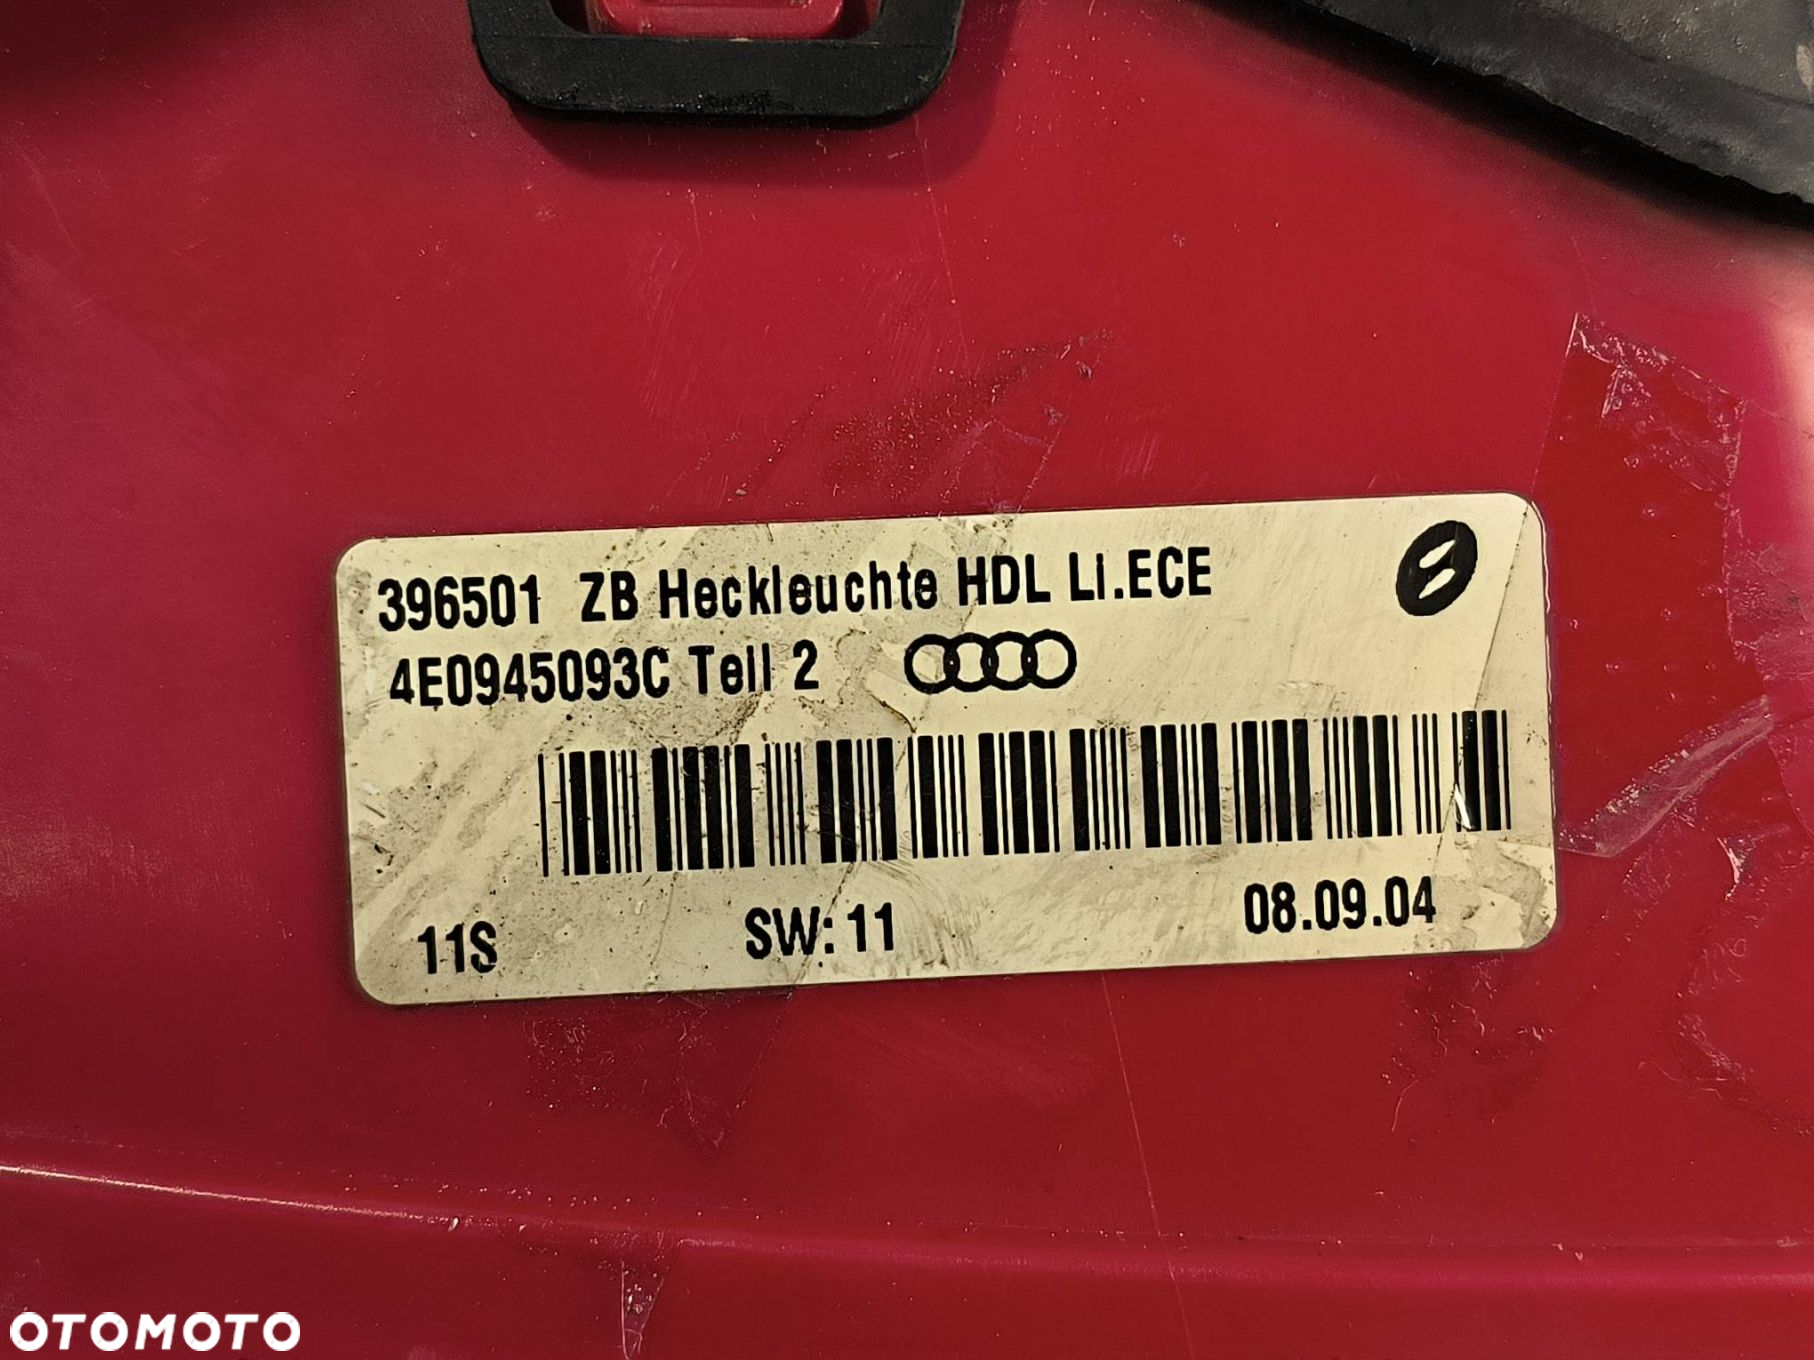 396501 ZB Heckleuchte HDL Li.ECE
4E0945093C Teil 2
11S SW: 11 08.09.04
OTOMOTO